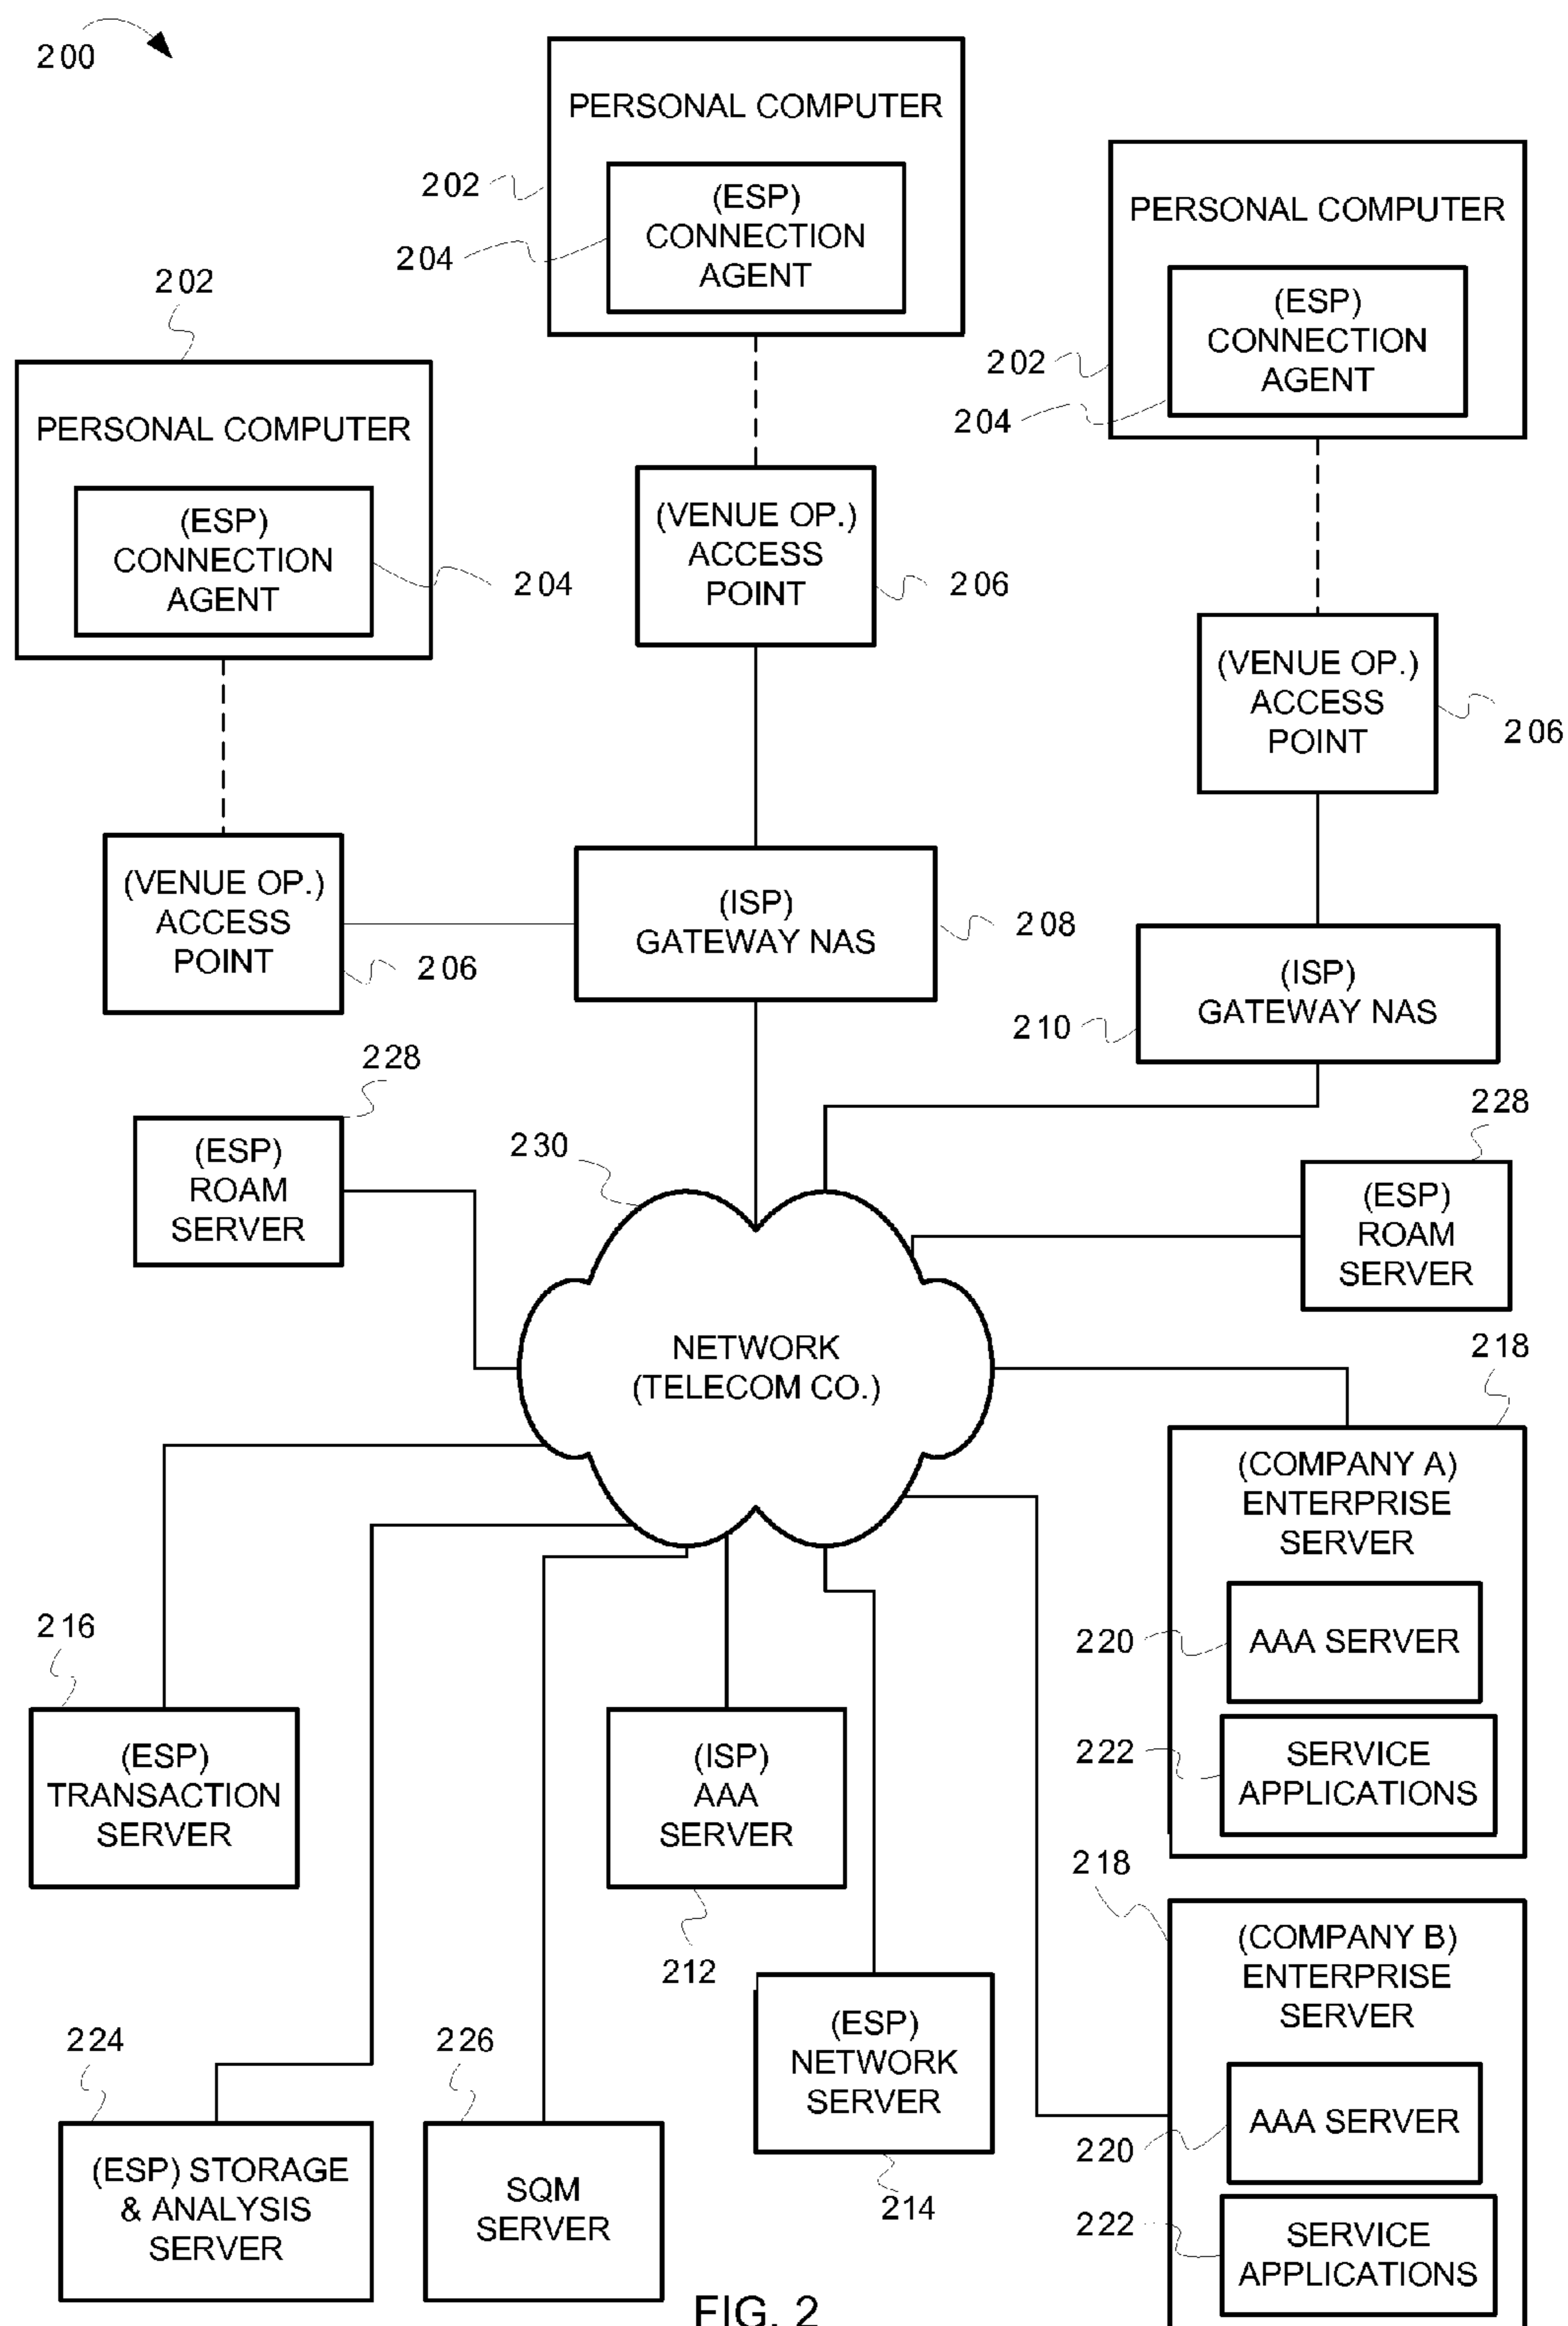 200
PERSONAL COMPUTER
202
(ESP)
CONNECTION
AGENT
204
PERSONAL COMPUTER
(ESP)
CONNECTION
AGENT
202
204
202
PERSONAL COMPUTER
(ESP)
CONNECTION
AGENT
204
(VENUE OP.)
ACCESS
POINT
206
(VENUE OP.)
ACCESS
POINT
206
(VENUE OP.)
ACCESS
POINT
206
(ISP)
GATEWAY NAS
208
(ISP)
GATEWAY NAS
210
228
(ESP)
ROAM
SERVER
230
228
(ESP)
ROAM
SERVER
NETWORK
(TELECOM CO.)
218
(COMPANY A)
ENTERPRISE
SERVER
220
AAA SERVER
222
SERVICE
APPLICATIONS
216
(ESP)
TRANSACTION
SERVER
(ISP)
AAA
SERVER
212
218
(COMPANY B)
ENTERPRISE
SERVER
220
AAA SERVER
222
SERVICE
APPLICATIONS
(ESP)
NETWORK
SERVER
214
224
(ESP) STORAGE
& ANALYSIS
SERVER
226
SQM
SERVER
FIG. 2